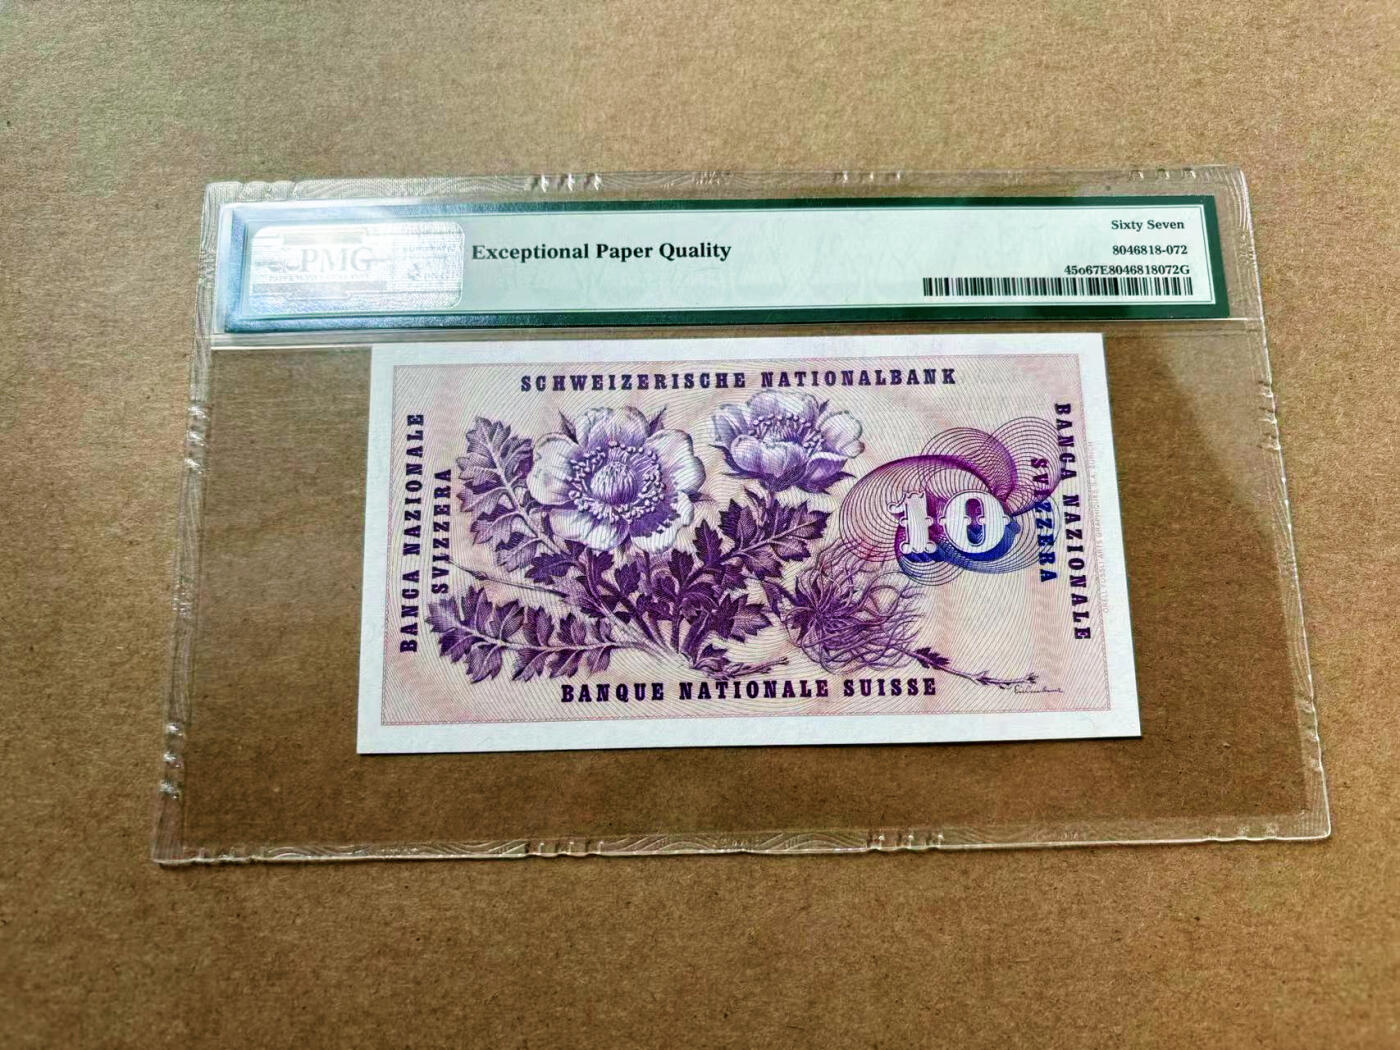 PMG
Exceptional Paper Quality
Sixty Seven
8046818-072
45o67E8046818072G
SCHWEIZERISCHE NATIONALBANK
BANCA NAZIONALE
SVIZZERA
10
BANCA NAZIONALE
SVIZZERA
BANQUE NATIONALE SUISSE